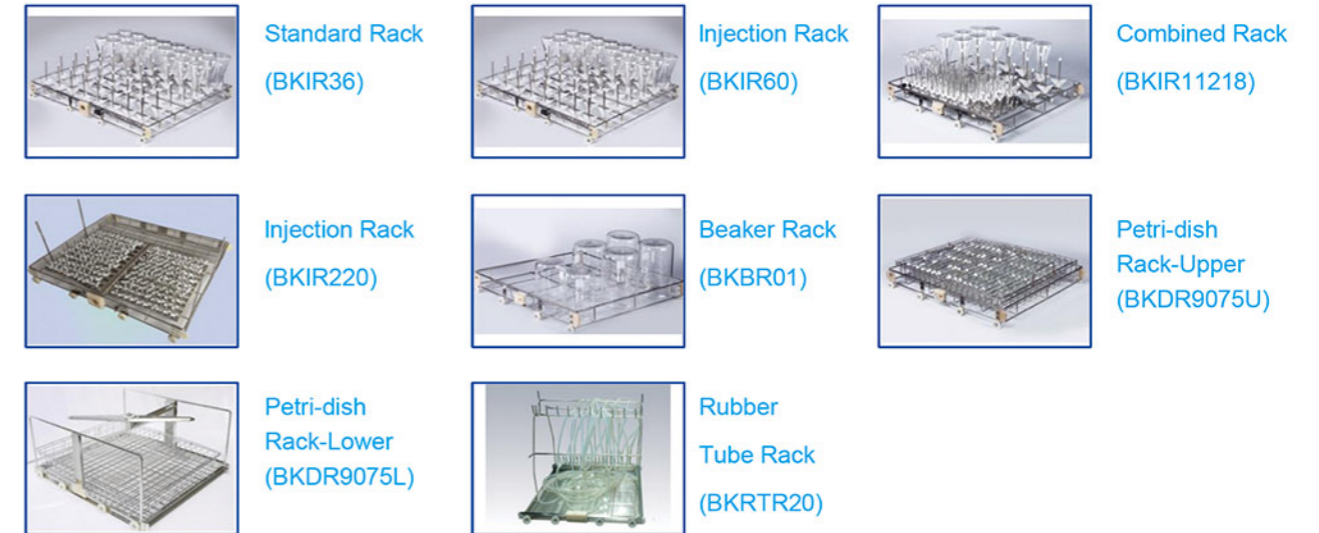 Standard Rack
(BKIR36)
Injection Rack
(BKIR60)
Combined Rack
(BKIR11218)
Injection Rack
(BKIR220)
Beaker Rack
(BKBR01)
Petri-dish
Rack-Upper
(BKDR9075U)
Petri-dish
Rack-Lower
(BKDR9075L)
Rubber
Tube Rack
(BKRTR20)